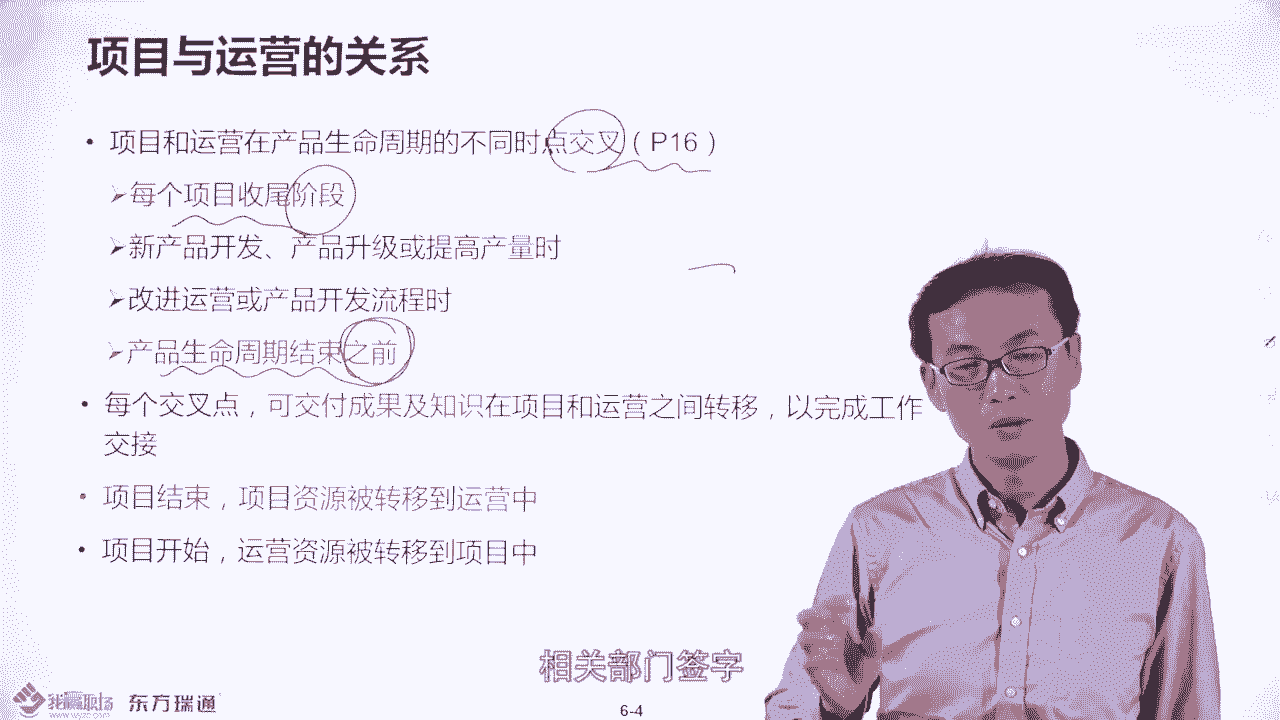 项目与运营的关系
• 项目和运营在产品生命周期的不同时点交叉（P16）
➢每个项目收尾阶段
➢新产品开发、产品升级或提高产量时
➢改进运营或产品开发流程时
➢产品生命周期结束之前
• 每个交叉点，可交付成果及知识在项目和运营之间转移，以完成工作
交接
• 项目结束，项目资源被转移到运营中
• 项目开始，运营资源被转移到项目中
相关部门签字
我赢职场 东方瑞通
www.wyzc.com
6-4